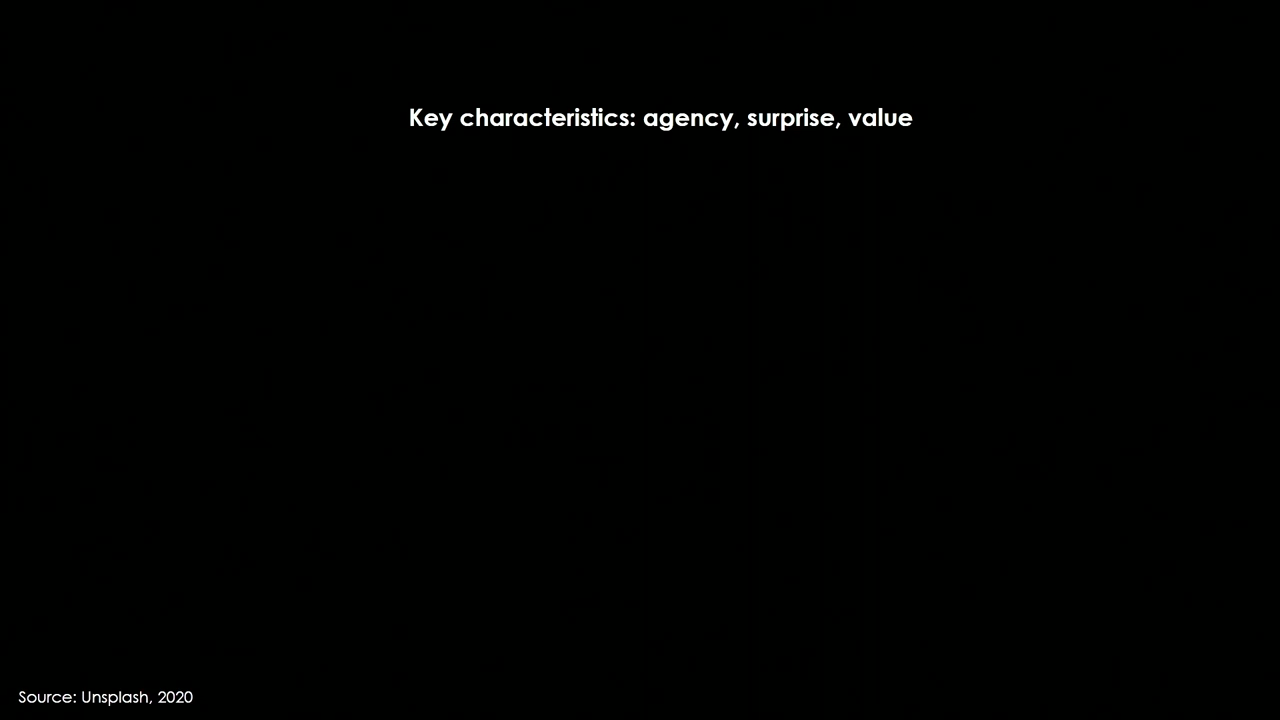 Key characteristics: agency, surprise, value
Source: Unsplash, 2020